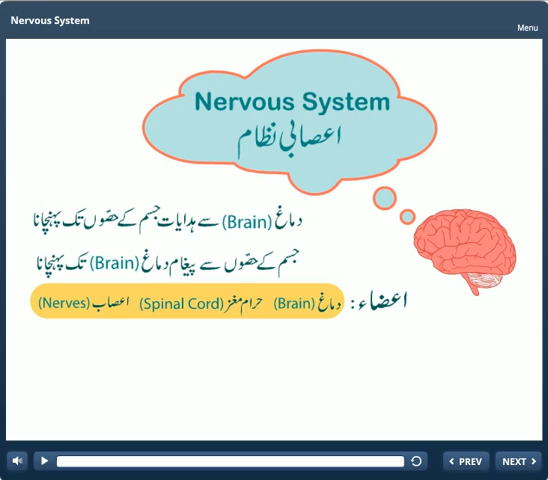 Nervous System
Menu
Nervous System
اعصابی نظام
دماغ (Brain) سے ہدایات جسم کے حصّوں تک پہنچانا
جسم کے حصّوں سے پیغام دماغ (Brain) تک پہنچانا
اعضاء: دماغ (Brain) حرام مغز (Spinal Cord) اعصاب (Nerves)
PREV
NEXT